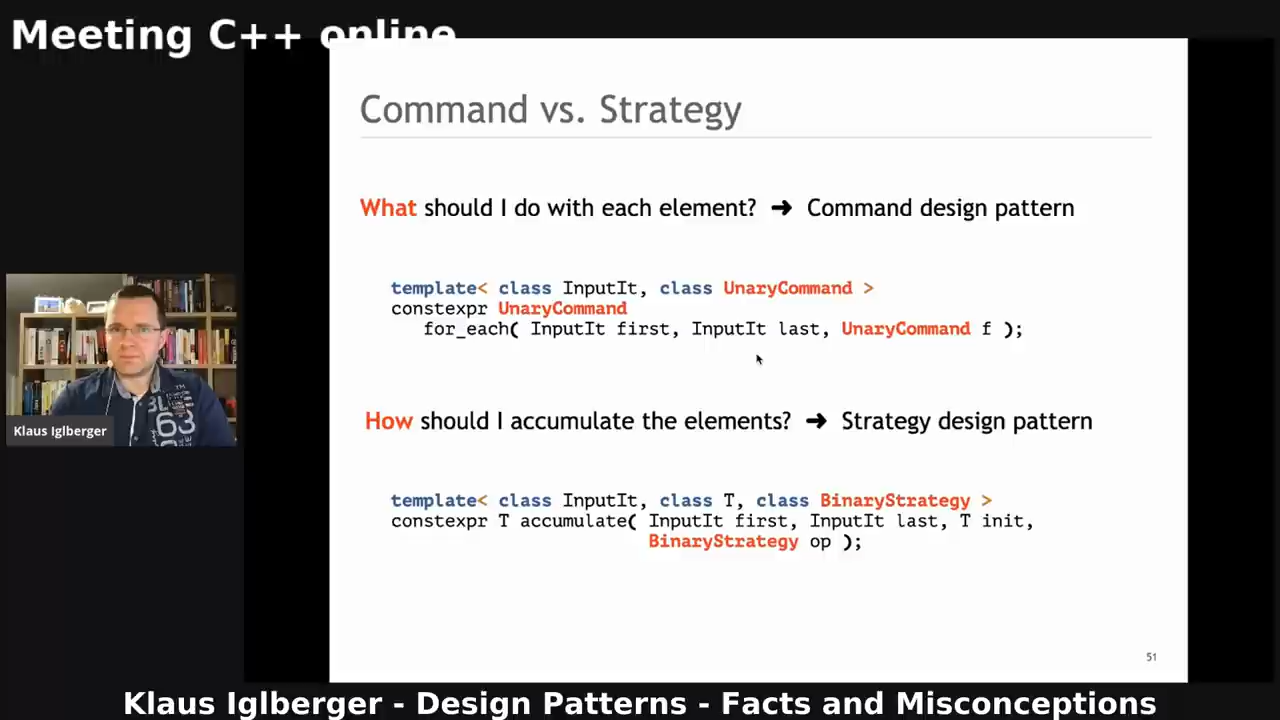 Meeting C++ online
Command vs. Strategy
What should I do with each element? ➜ Command design pattern
template< class InputIt, class UnaryCommand >
constexpr UnaryCommand
for_each( InputIt first, InputIt last, UnaryCommand f );
How should I accumulate the elements? ➜ Strategy design pattern
template< class InputIt, class T, class BinaryStrategy >
constexpr T accumulate( InputIt first, InputIt last, T init,
BinaryStrategy op );
Klaus Iglberger
51
Klaus Iglberger - Design Patterns - Facts and Misconceptions